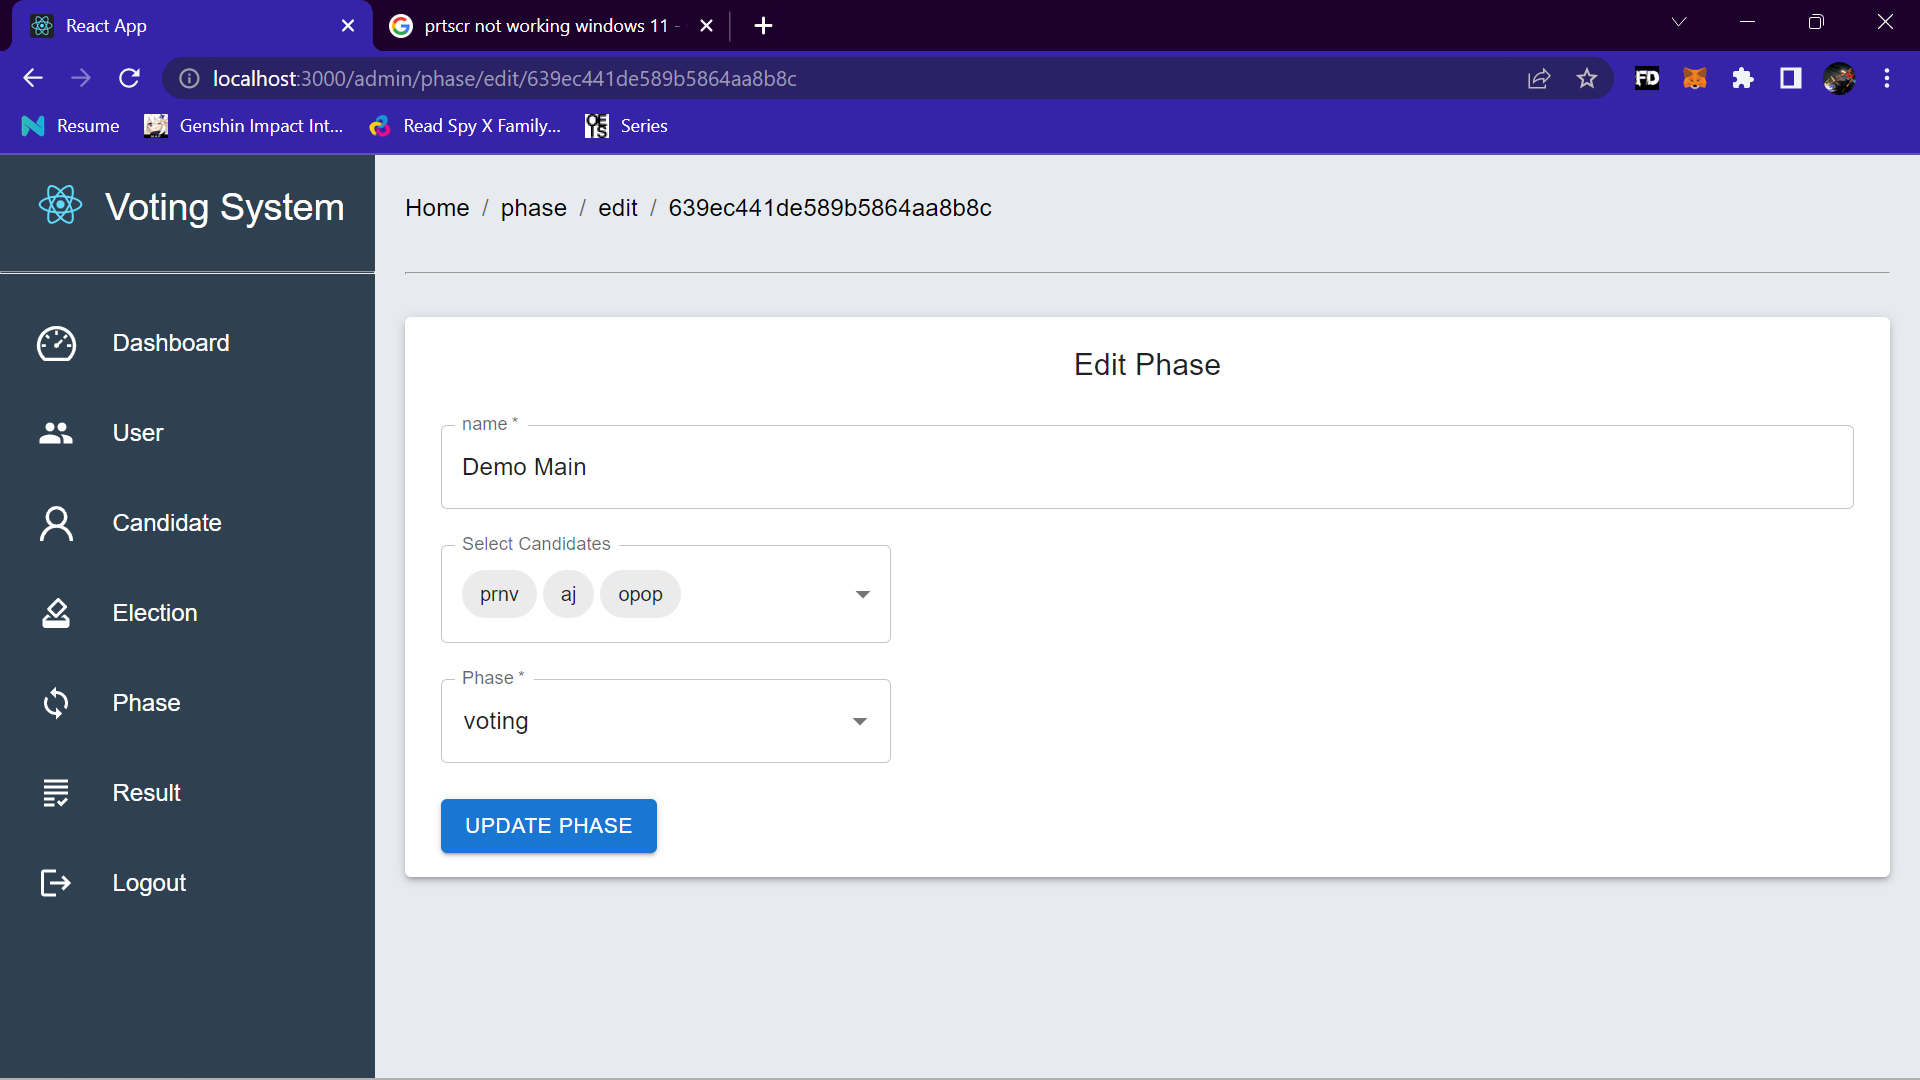 React App
prtscr not working windows 11 -
localhost:3000/admin/phase/edit/639ec441de589b5864aa8b8c
FD
Resume
Genshin Impact Int...
Read Spy X Family...
Series
Voting System
Home / phase / edit / 639ec441de589b5864aa8b8c
Dashboard
User
Candidate
Election
Phase
Result
Logout
Edit Phase
name *
Demo Main
Select Candidates
prnv aj opop
Phase *
voting
UPDATE PHASE